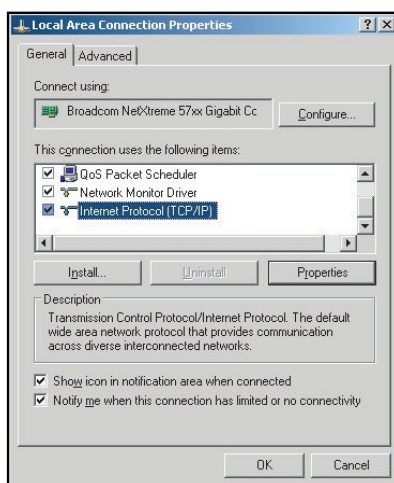 Local Area Connection Properties
General Advanced
Connect using:
Broadcom NetXtreme 57xx Gigabit Cc
Configure...
This connection uses the following items:
QoS Packet Scheduler
Network Monitor Driver
Internet Protocol (TCP/IP)
Install... Uninstall Properties
Description
Transmission Control Protocol/Internet Protocol. The default
wide area network protocol that provides communication
across diverse interconnected networks.
Show icon in notification area when connected
Notify me when this connection has limited or no connectivity
OK Cancel